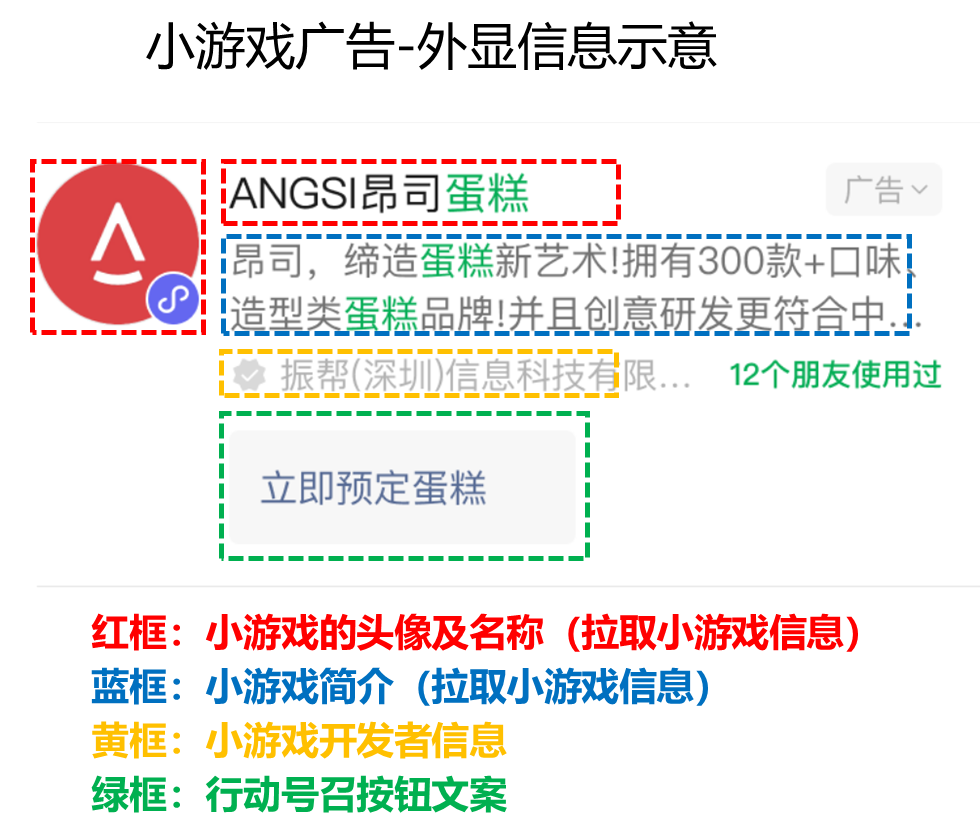 小游戏广告-外显信息示意
ANGSI昂司蛋糕
广告
昂司，缔造蛋糕新艺术!拥有300款+口味、
造型类蛋糕品牌!并且创意研发更符合中...
振帮(深圳)信息科技有限...
12个朋友使用过
立即预定蛋糕
红框：小游戏的头像及名称（拉取小游戏信息）
蓝框：小游戏简介（拉取小游戏信息）
黄框：小游戏开发者信息
绿框：行动号召按钮文案